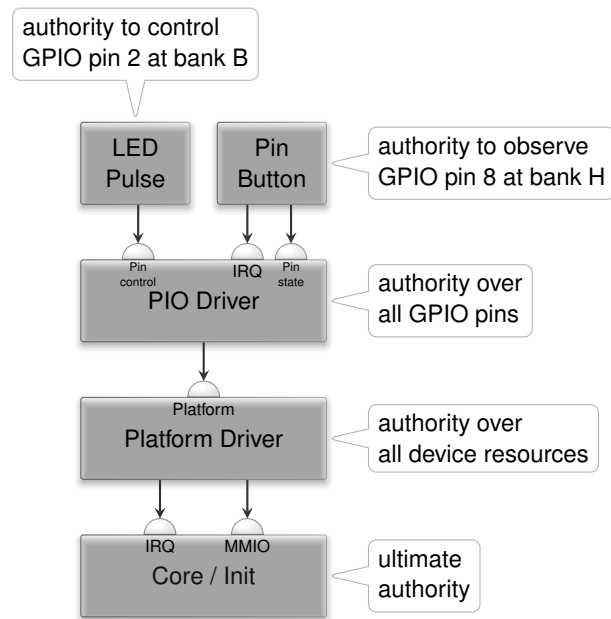 authority to control
GPIO pin 2 at bank B
LED
Pulse
Pin
Button
authority to observe
GPIO pin 8 at bank H
Pin
control
IRQ
Pin
state
PIO Driver
authority over
all GPIO pins
Platform
Platform Driver
authority over
all device resources
IRQ
MMIO
Core / Init
ultimate
authority